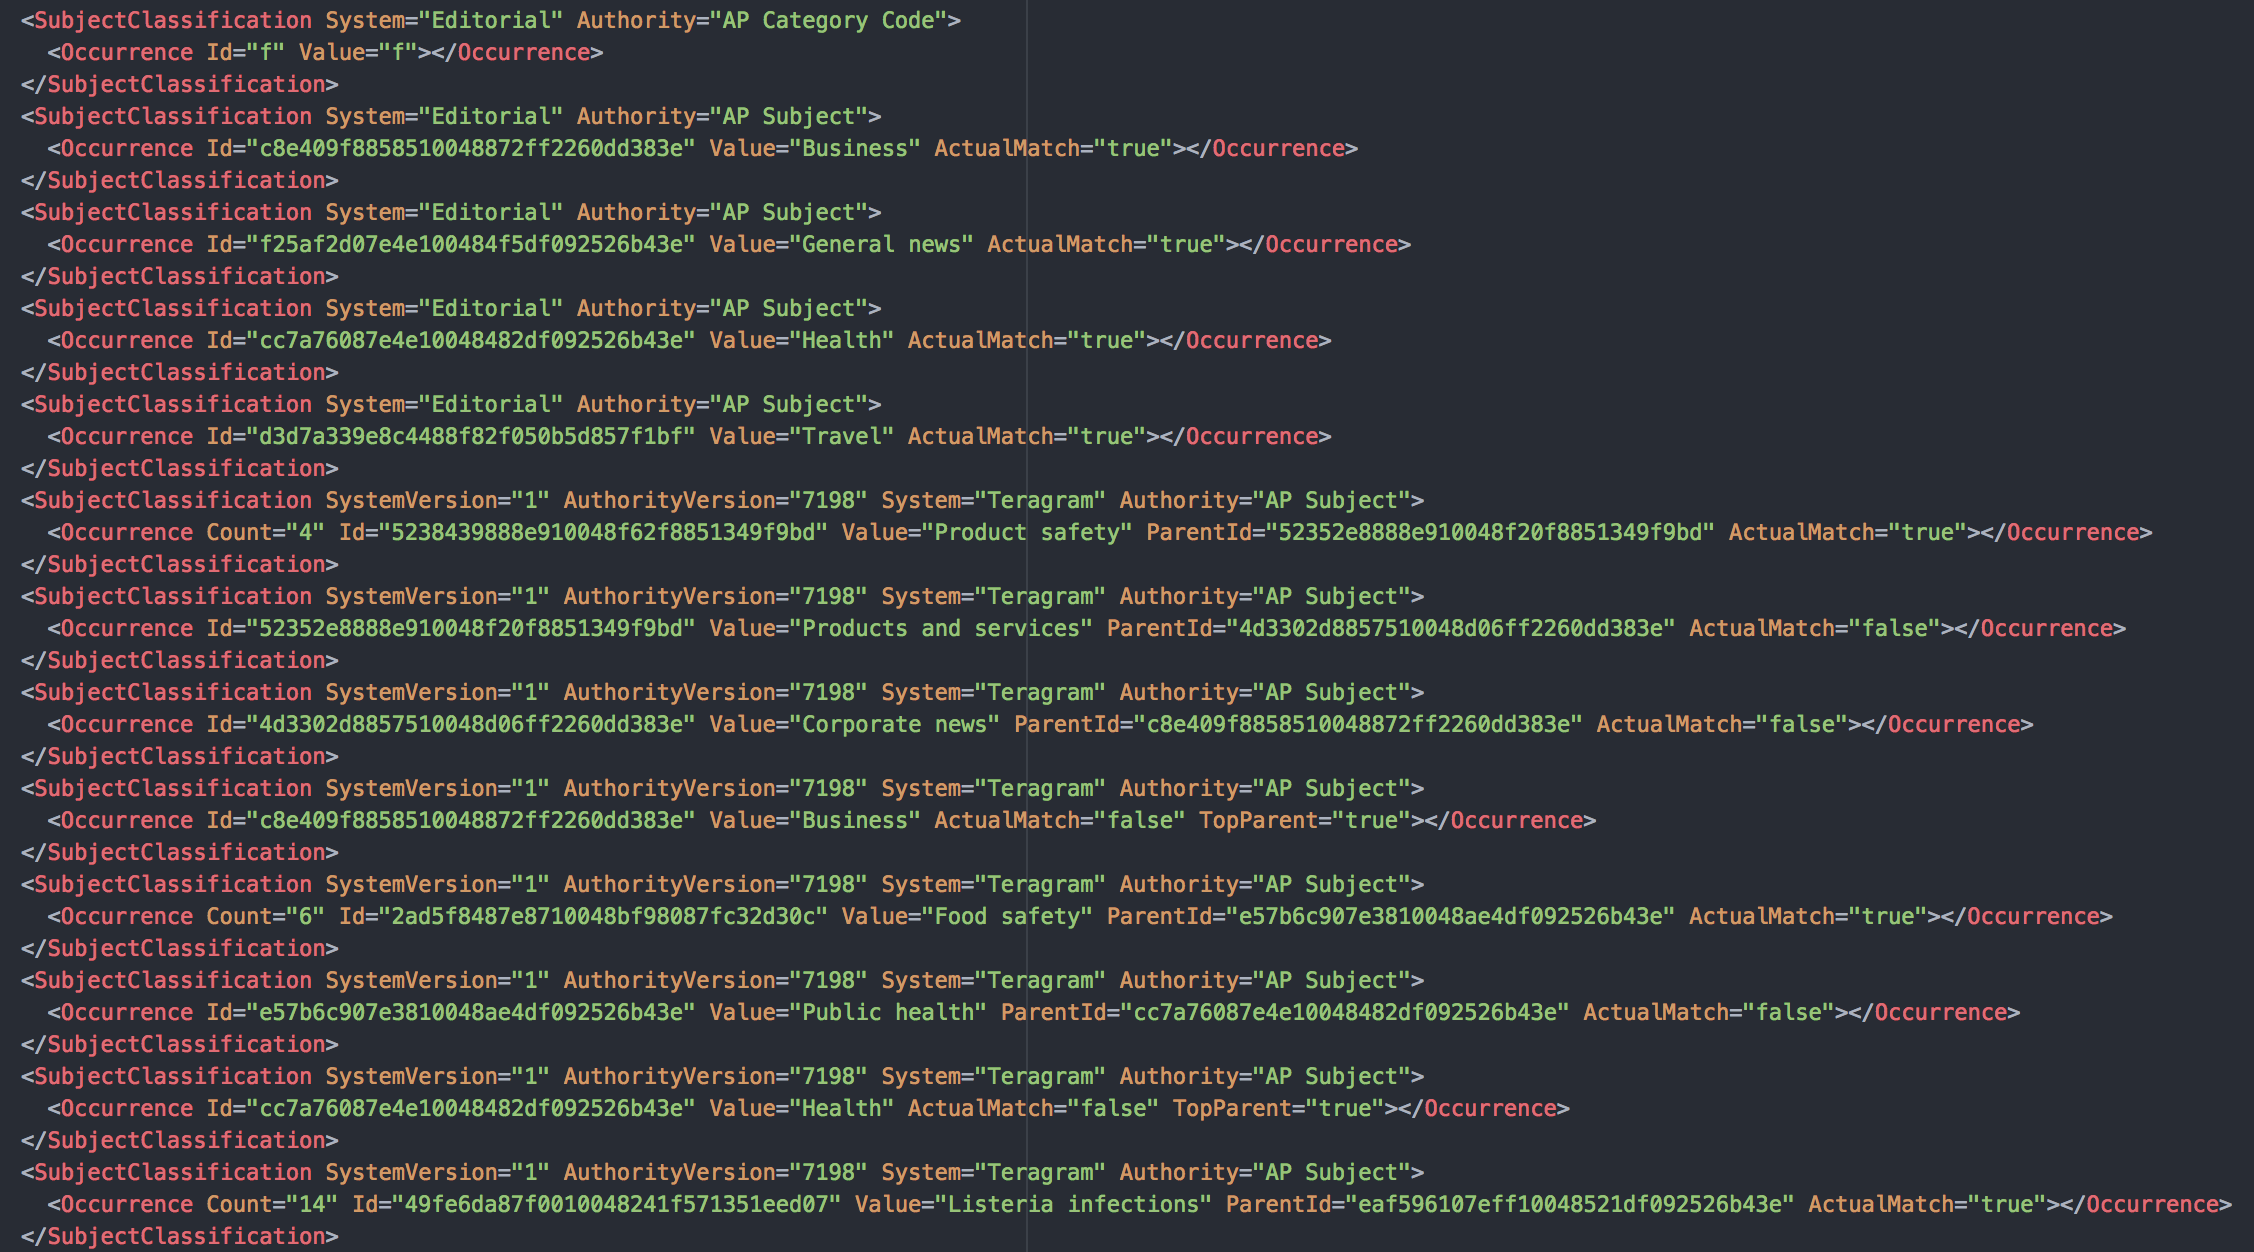 <SubjectClassification System="Editorial" Authority="AP Category Code">
  <Occurrence Id="f" Value="f"></Occurrence>
</SubjectClassification>
<SubjectClassification System="Editorial" Authority="AP Subject">
  <Occurrence Id="c8e409f8858510048872ff2260dd383e" Value="Business" ActualMatch="true"></Occurrence>
</SubjectClassification>
<SubjectClassification System="Editorial" Authority="AP Subject">
  <Occurrence Id="f25af2d07e4e100484f5df092526b43e" Value="General news" ActualMatch="true"></Occurrence>
</SubjectClassification>
<SubjectClassification System="Editorial" Authority="AP Subject">
  <Occurrence Id="cc7a76087e4e10048482df092526b43e" Value="Health" ActualMatch="true"></Occurrence>
</SubjectClassification>
<SubjectClassification System="Editorial" Authority="AP Subject">
  <Occurrence Id="d3d7a339e8c4488f82f050b5d857f1bf" Value="Travel" ActualMatch="true"></Occurrence>
</SubjectClassification>
<SubjectClassification SystemVersion="1" AuthorityVersion="7198" System="Teragram" Authority="AP Subject">
  <Occurrence Count="4" Id="5238439888e910048f62f8851349f9bd" Value="Product safety" ParentId="52352e8888e910048f20f8851349f9bd" ActualMatch="true"></Occurrence>
</SubjectClassification>
<SubjectClassification SystemVersion="1" AuthorityVersion="7198" System="Teragram" Authority="AP Subject">
  <Occurrence Id="52352e8888e910048f20f8851349f9bd" Value="Products and services" ParentId="4d3302d8857510048d06ff2260dd383e" ActualMatch="false"></Occurrence>
</SubjectClassification>
<SubjectClassification SystemVersion="1" AuthorityVersion="7198" System="Teragram" Authority="AP Subject">
  <Occurrence Id="4d3302d8857510048d06ff2260dd383e" Value="Corporate news" ParentId="c8e409f8858510048872ff2260dd383e" ActualMatch="false"></Occurrence>
</SubjectClassification>
<SubjectClassification SystemVersion="1" AuthorityVersion="7198" System="Teragram" Authority="AP Subject">
  <Occurrence Id="c8e409f8858510048872ff2260dd383e" Value="Business" ActualMatch="false" TopParent="true"></Occurrence>
</SubjectClassification>
<SubjectClassification SystemVersion="1" AuthorityVersion="7198" System="Teragram" Authority="AP Subject">
  <Occurrence Count="6" Id="2ad5f8487e8710048bf98087fc32d30c" Value="Food safety" ParentId="e57b6c907e3810048ae4df092526b43e" ActualMatch="true"></Occurrence>
</SubjectClassification>
<SubjectClassification SystemVersion="1" AuthorityVersion="7198" System="Teragram" Authority="AP Subject">
  <Occurrence Id="e57b6c907e3810048ae4df092526b43e" Value="Public health" ParentId="cc7a76087e4e10048482df092526b43e" ActualMatch="false"></Occurrence>
</SubjectClassification>
<SubjectClassification SystemVersion="1" AuthorityVersion="7198" System="Teragram" Authority="AP Subject">
  <Occurrence Id="cc7a76087e4e10048482df092526b43e" Value="Health" ActualMatch="false" TopParent="true"></Occurrence>
</SubjectClassification>
<SubjectClassification SystemVersion="1" AuthorityVersion="7198" System="Teragram" Authority="AP Subject">
  <Occurrence Count="14" Id="49fe6da87f0010048241f571351eed07" Value="Listeria infections" ParentId="eaf596107eff10048521df092526b43e" ActualMatch="true"></Occurrence>
</SubjectClassification>